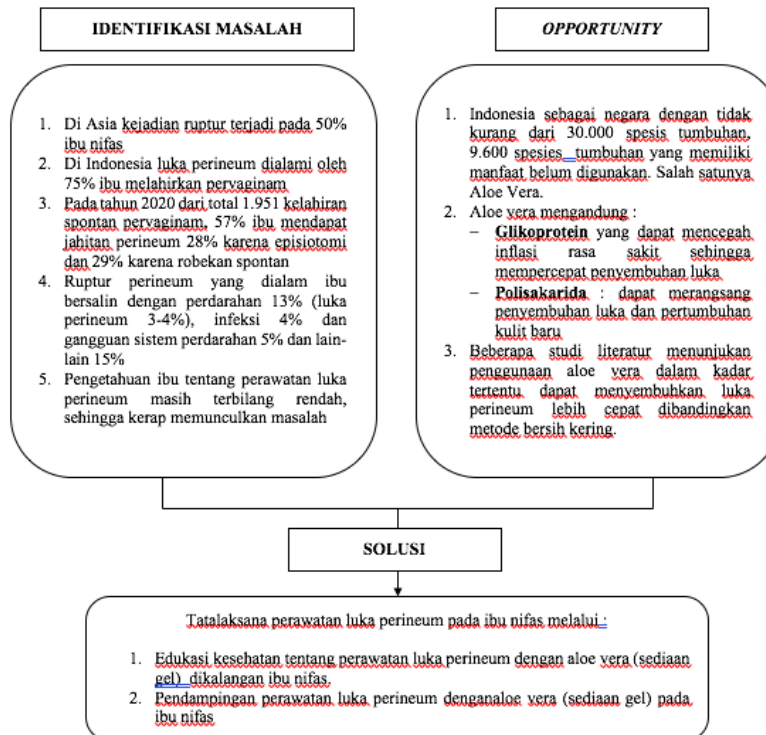 IDENTIFIKASI MASALAH
1. Di Asia kejadian ruptur terjadi pada 50%
ibu nifas
2. Di Indonesia luka perineum dialami oleh
75% ibu melahirkan pervaginam
3. Pada tahun 2020 dari total 1.951 kelahiran
spontan pervaginam, 57% ibu mendapat
jahitan perineum 28% karena episiotomi
dan 29% karena robekan spontan
4. Ruptur perineum yang dialam ibu
bersalin dengan perdarahan 13% (luka
perineum 3-4%), infeksi 4% dan
gangguan sistem perdarahan 5% dan lain-
lain 15%
5. Pengetahuan ibu tentang perawatan luka
perineum masih terbilang rendah,
sehingga kerap memunculkan masalah
OPPORTUNITY
1. Indonesia sebagai negara dengan tidak
kurang dari 30.000 spesis tumbuhan,
9.600 spesies tumbuhan yang memiliki
manfaat belum digunakan. Salah satunya
Aloe Vera.
2. Aloe vera mengandung :
– Glikoprotein yang dapat mencegah
inflasi rasa sakit sehingga
mempercepat penyembuhan luka
– Polisakarida : dapat merangsang
penyembuhan luka dan pertumbuhan
kulit baru
3. Beberapa studi literatur menunjukan
penggunaan aloe vera dalam kadar
tertentu dapat menyembuhkan luka
perineum lebih cepat dibandingkan
metode bersih kering.
SOLUSI
Tatalaksana perawatan luka perineum pada ibu nifas melalui :
1. Edukasi kesehatan tentang perawatan luka perineum dengan aloe vera (sediaan
gel) dikalangan ibu nifas.
2. Pendampingan perawatan luka perineum denganaloe vera (sediaan gel) pada
ibu nifas